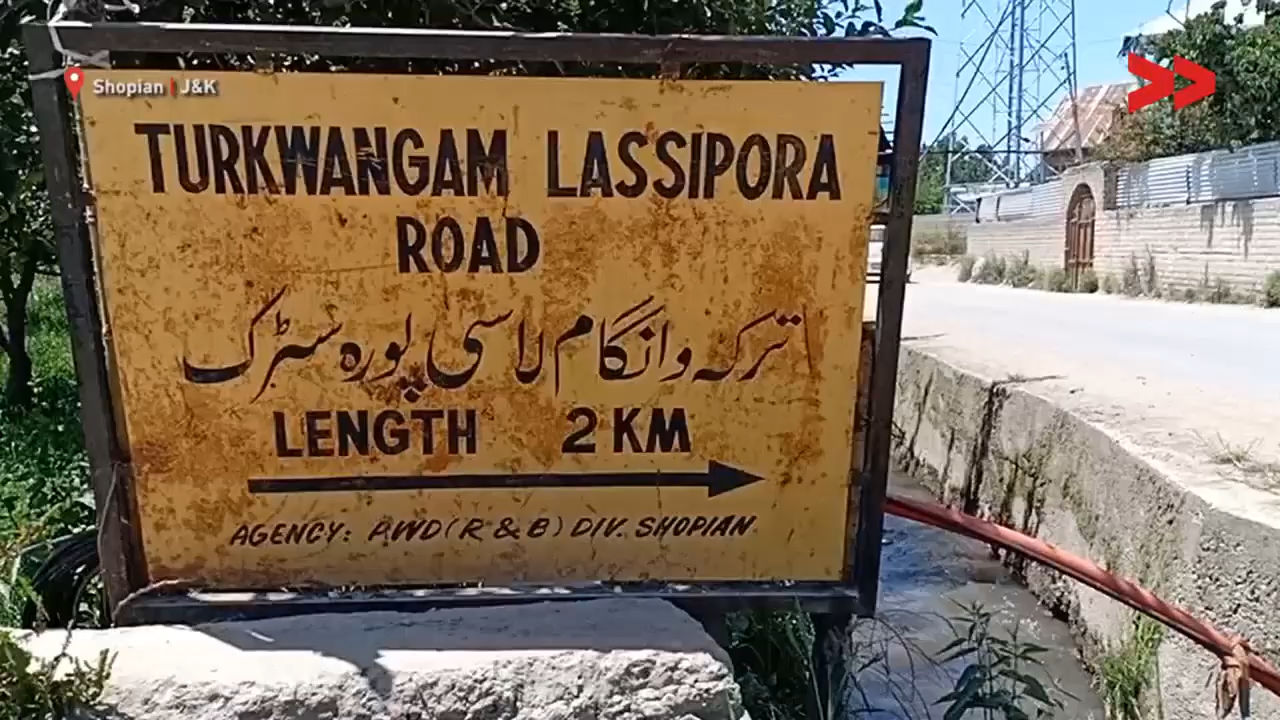 Shopian | J&K
TURKWANGAM LASSIPORA
ROAD
ترکہ وانگام لاسی پورہ سڑک
LENGTH 2 KM
AGENCY: PWD (R & B) DIV. SHOPIAN